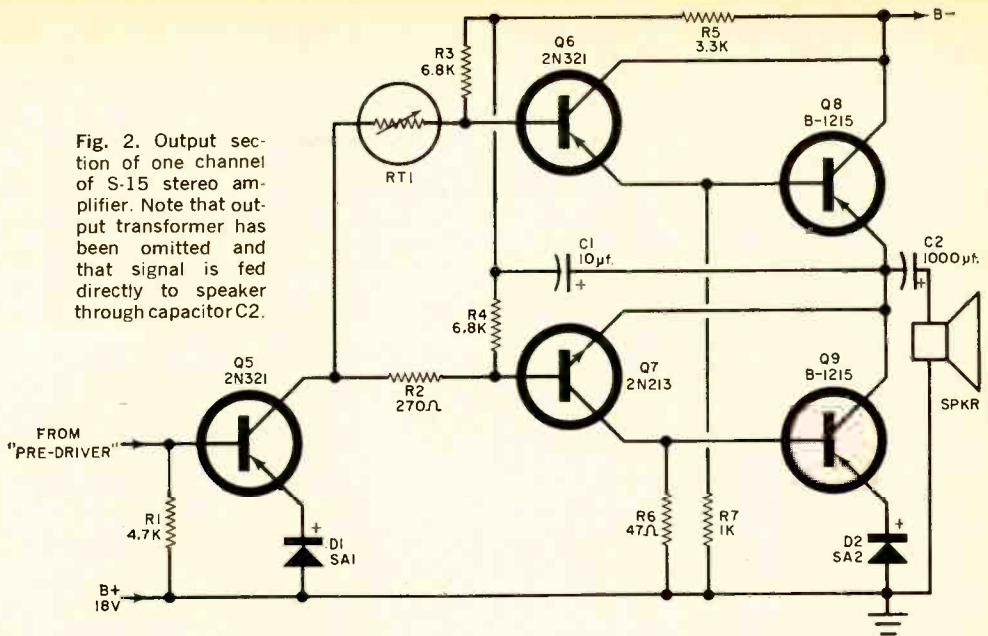 B-
R5
3.3K
R3
6.8K
Q6
2N321
Q8
B-1215
RT1
Fig. 2. Output sec-
tion of one channel
of S-15 stereo am-
plifier. Note that out-
put transformer has
been omitted and
that signal is fed
directly to speaker
through capacitor C2.
C1
10µf.
+
C2
1000µf.
+
R4
6.8K
Q5
2N321
R2
270Ω
Q7
2N213
Q9
B-1215
SPKR
FROM
"PRE-DRIVER"
R1
4.7K
+
D1
SA1
R6
47Ω
R7
1K
+
D2
SA2
B+
18V